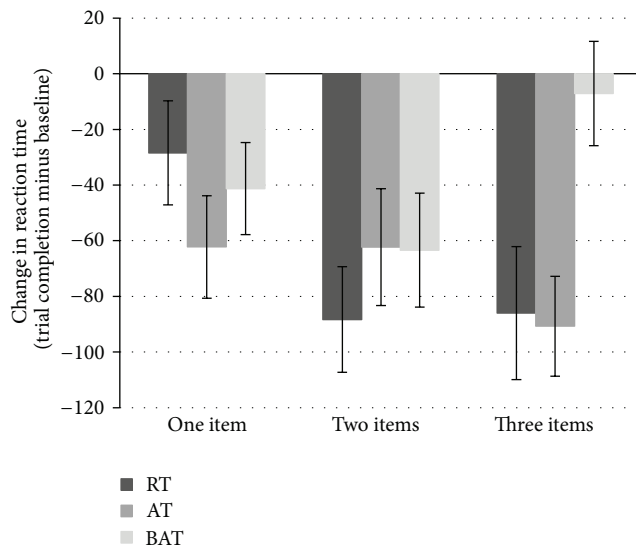 20
0
−20
−40
−60
−80
−100
−120
Change in reaction time
(trial completion minus baseline)
One item
Two items
Three items
RT
AT
BAT